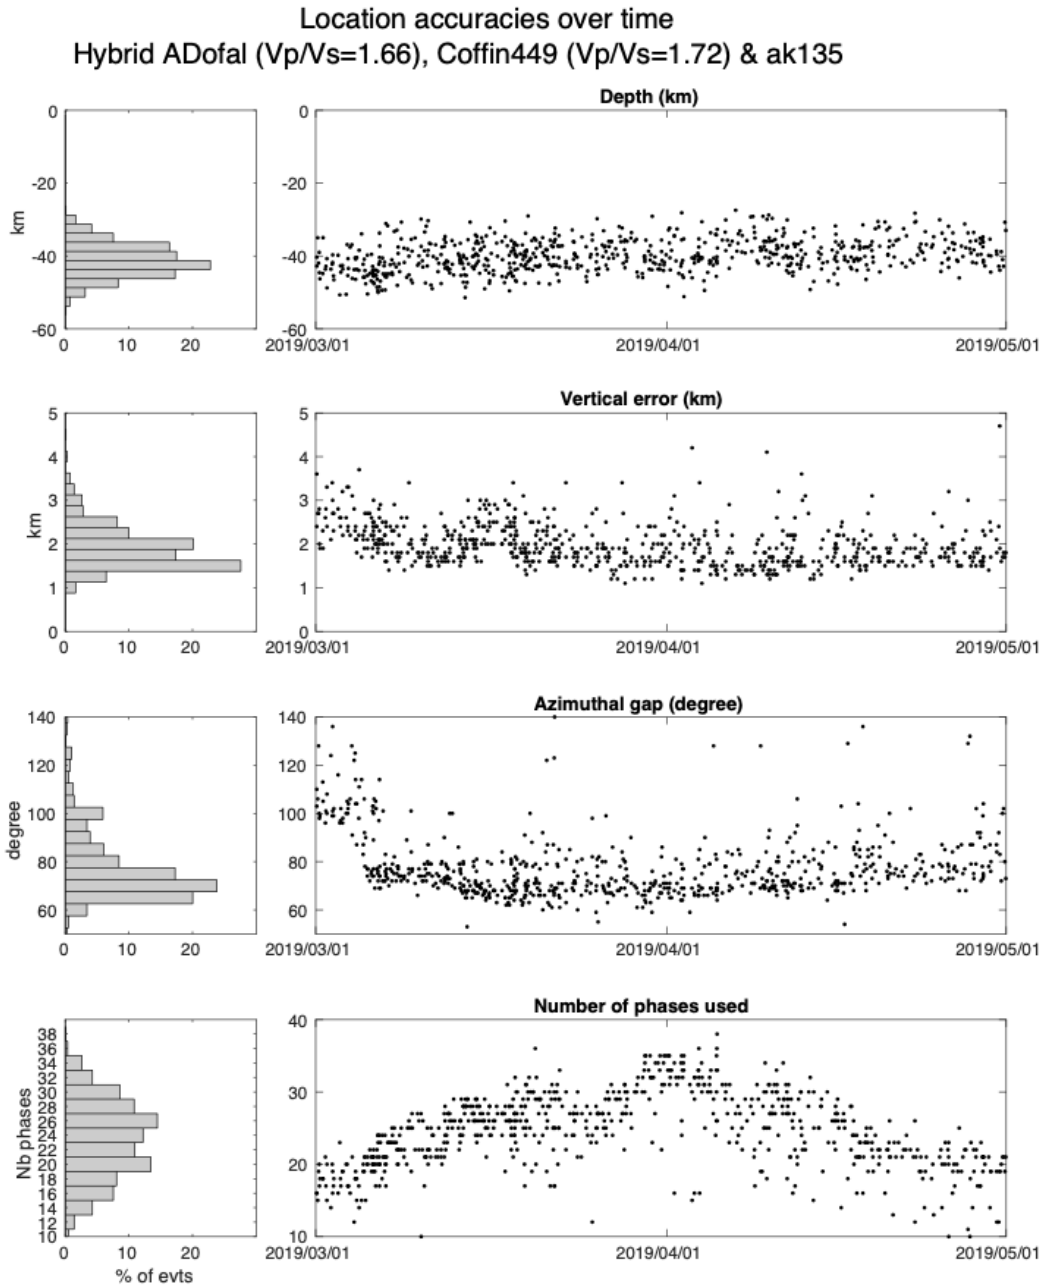 Location accuracies over time
Hybrid ADofal (Vp/Vs=1.66), Coffin449 (Vp/Vs=1.72) & ak135
Depth (km)
0
-20
-40
-60
km
0 10 20
0
-20
-40
-60
2019/03/01 2019/04/01 2019/05/01
Vertical error (km)
5
4
3
2
1
0
km
0 10 20
5
4
3
2
1
0
2019/03/01 2019/04/01 2019/05/01
Azimuthal gap (degree)
140
120
100
80
60
degree
0 10 20
140
120
100
80
60
2019/03/01 2019/04/01 2019/05/01
Number of phases used
38
36
34
32
30
28
26
24
22
20
18
16
14
12
10
Nb phases
0 10 20
% of evts
40
30
20
10
2019/03/01 2019/04/01 2019/05/01